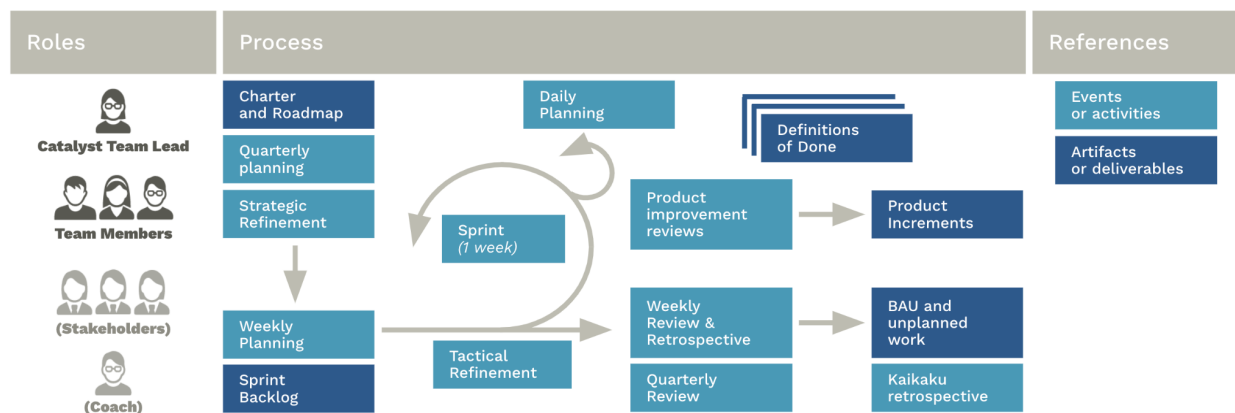 Roles
Process
References
Catalyst Team Lead
Team Members
(Stakeholders)
(Coach)
Charter
and Roadmap
Quarterly
planning
Strategic
Refinement
Weekly
Planning
Sprint
Backlog
Daily
Planning
Sprint
(1 week)
Tactical
Refinement
Definitions
of Done
Product
improvement
reviews
Product
Increments
Weekly
Review &
Retrospective
BAU and
unplanned
work
Quarterly
Review
Kaikaku
retrospective
Events
or activities
Artifacts
or deliverables